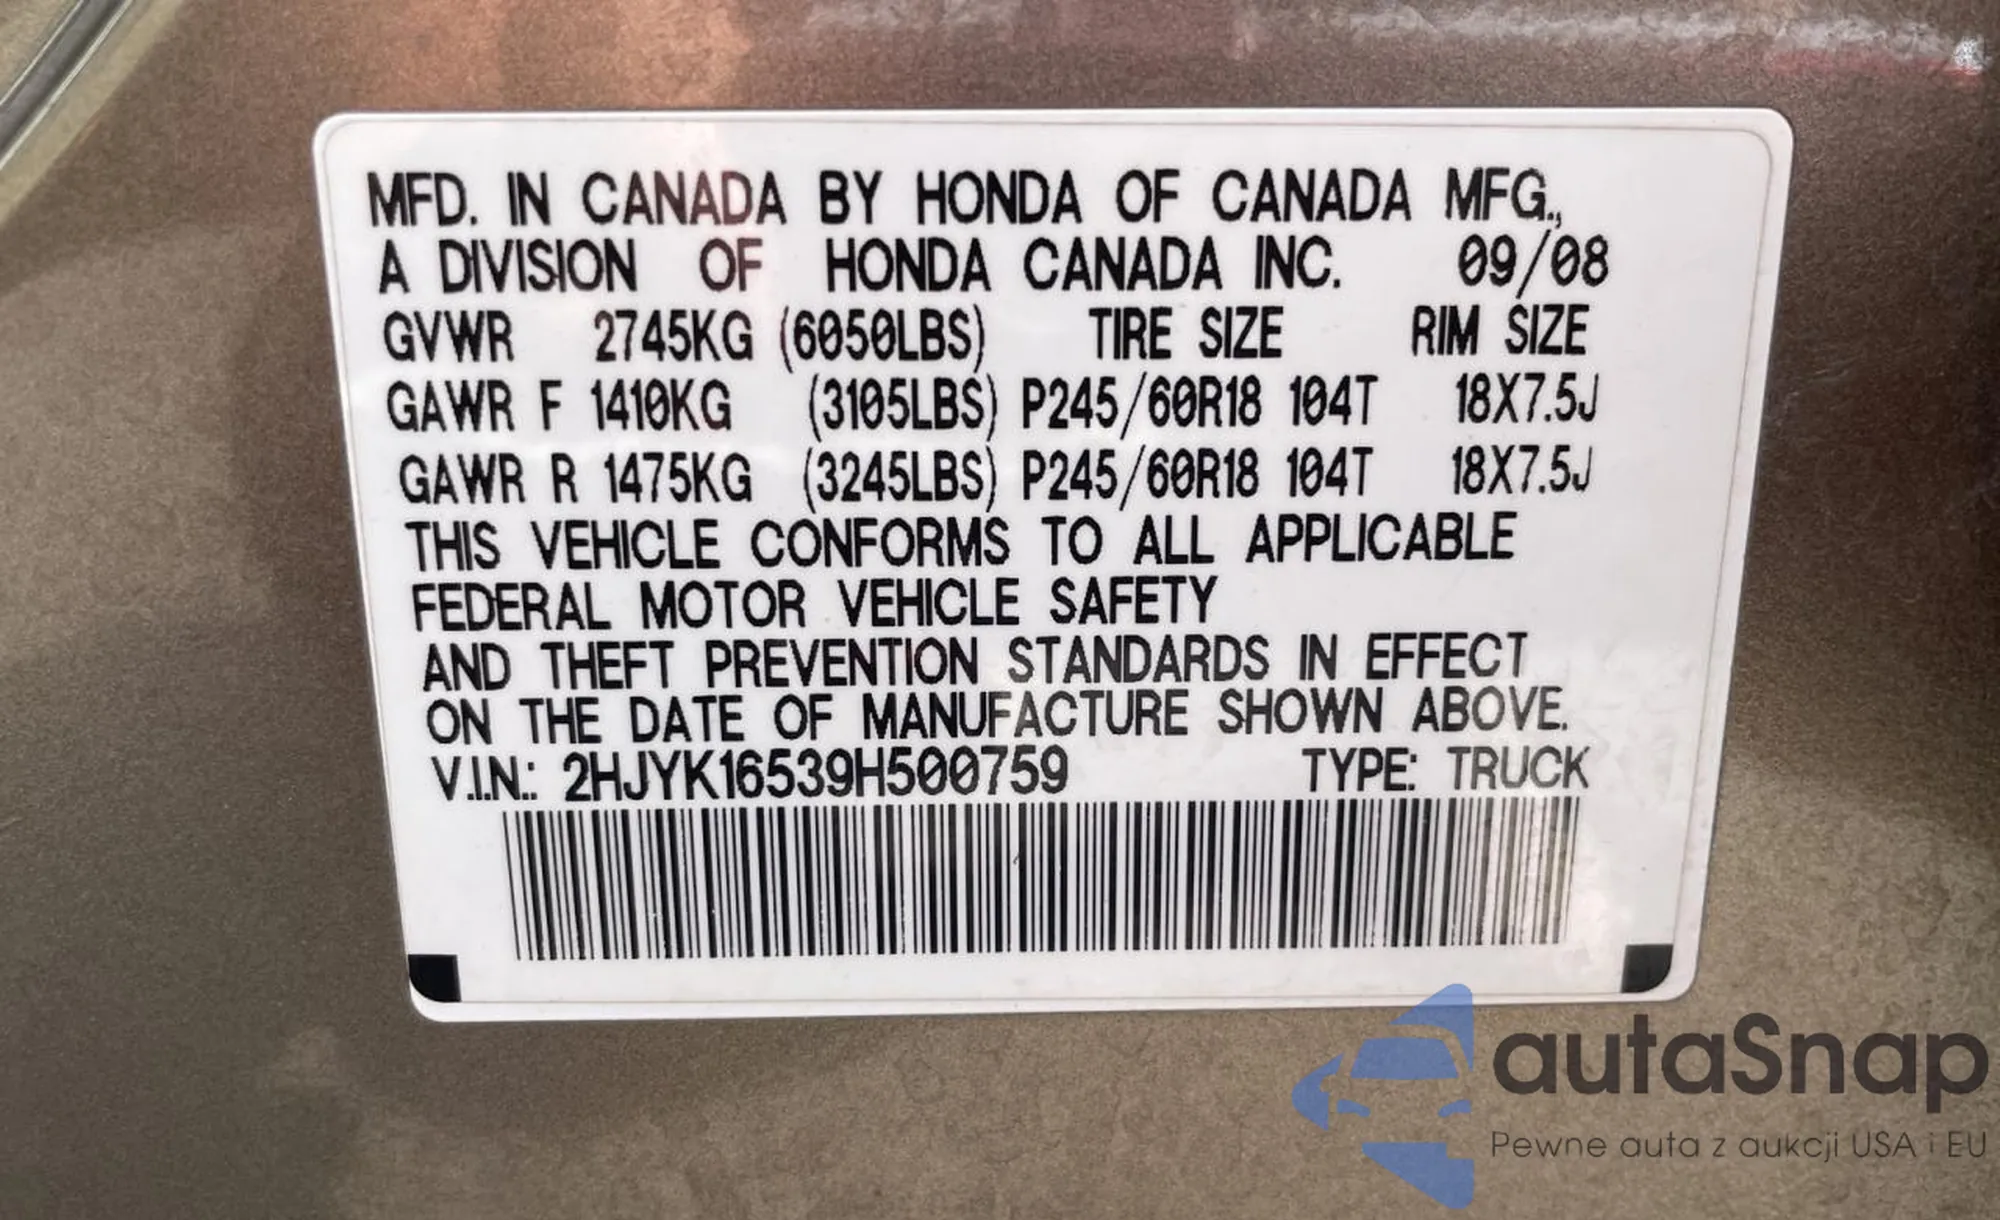 MFD. IN CANADA BY HONDA OF CANADA MFG.,
A DIVISION OF HONDA CANADA INC. 09/08
GVWR 2745KG (6050LBS) TIRE SIZE RIM SIZE
GAWR F 1410KG (3105LBS) P245/60R18 104T 18X7.5J
GAWR R 1475KG (3245LBS) P245/60R18 104T 18X7.5J
THIS VEHICLE CONFORMS TO ALL APPLICABLE
FEDERAL MOTOR VEHICLE SAFETY
AND THEFT PREVENTION STANDARDS IN EFFECT
ON THE DATE OF MANUFACTURE SHOWN ABOVE.
V.I.N.: 2HJYK16539H500759 TYPE: TRUCK
autaSnap
Pewne auta z aukcji USA i EU